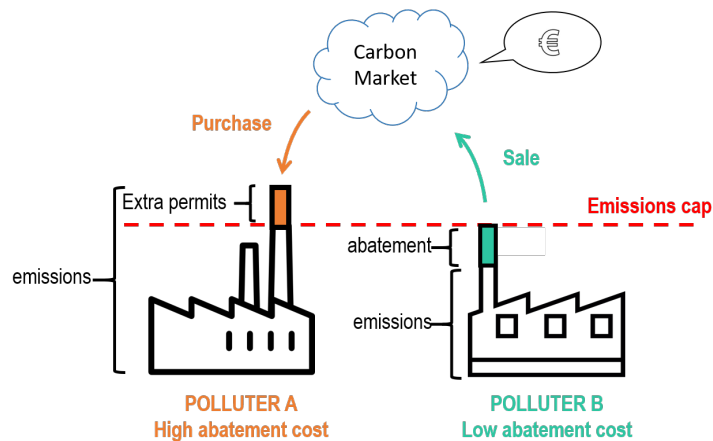 Carbon
Market
€
Purchase
Sale
Extra permits
Emissions cap
abatement
emissions
emissions
POLLUTER A
High abatement cost
POLLUTER B
Low abatement cost